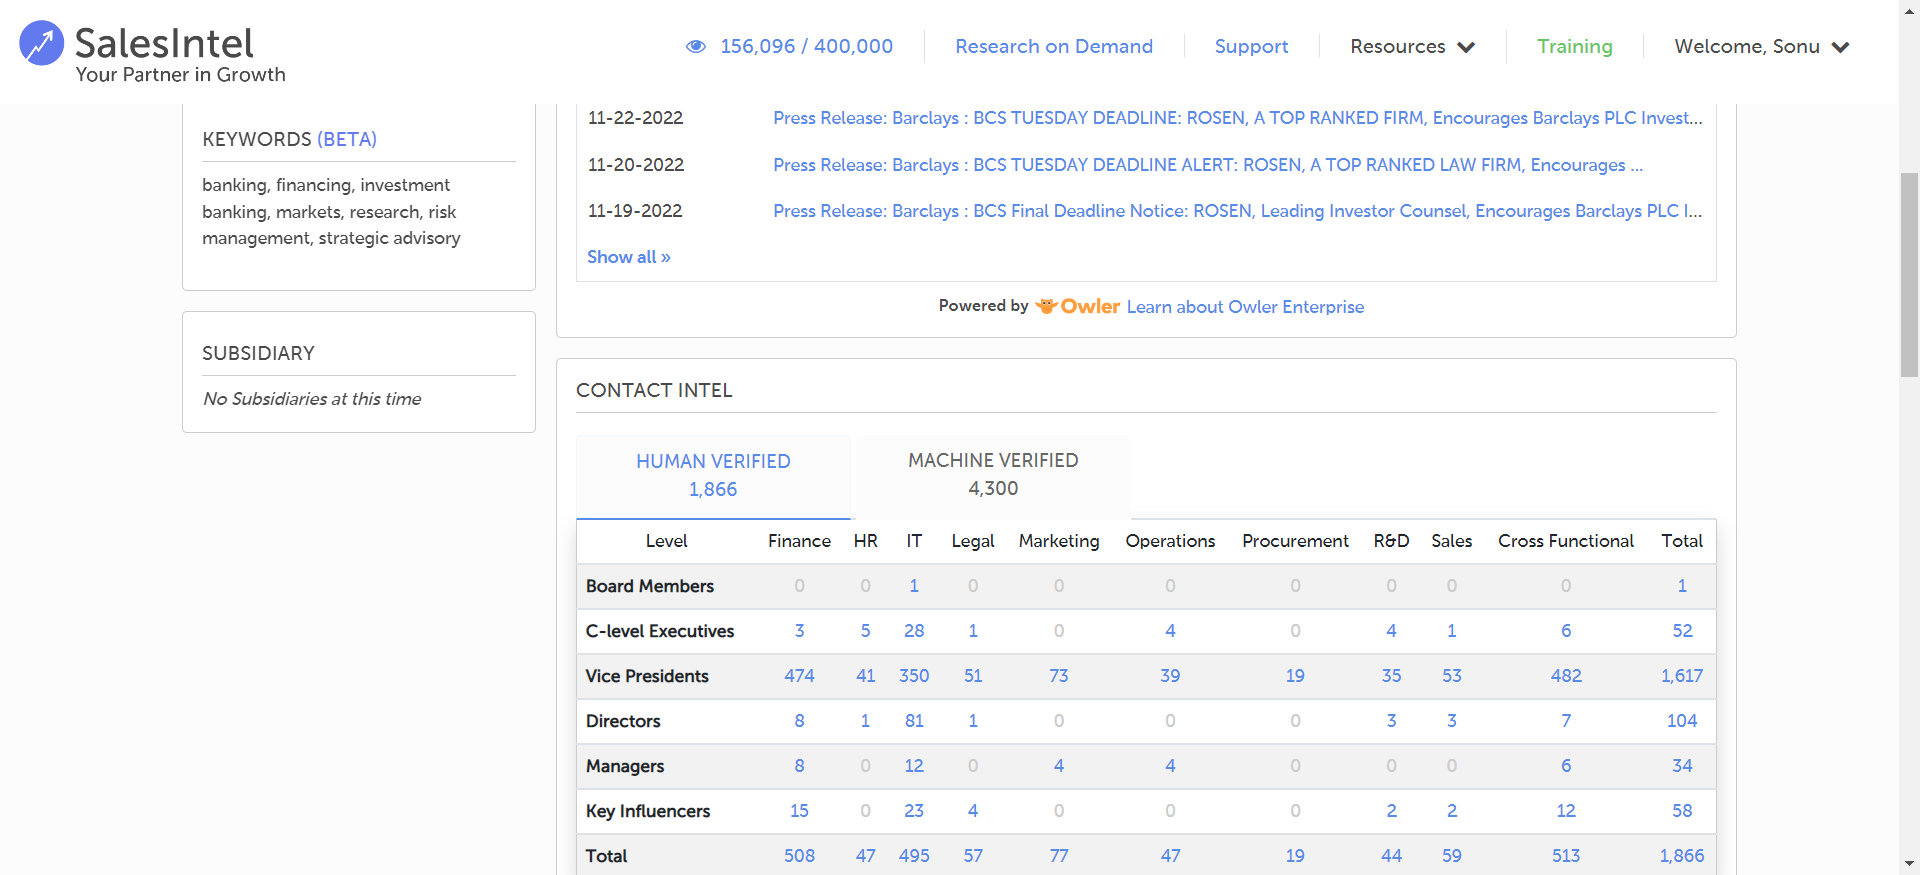 SalesIntel
Your Partner in Growth
156,096 / 400,000
Research on Demand
Support
Resources
Training
Welcome, Sonu
KEYWORDS (BETA)
banking, financing, investment
banking, markets, research, risk
management, strategic advisory
SUBSIDIARY
No Subsidiaries at this time
11-22-2022 Press Release: Barclays : BCS TUESDAY DEADLINE: ROSEN, A TOP RANKED FIRM, Encourages Barclays PLC Invest...
11-20-2022 Press Release: Barclays : BCS TUESDAY DEADLINE ALERT: ROSEN, A TOP RANKED LAW FIRM, Encourages ...
11-19-2022 Press Release: Barclays : BCS Final Deadline Notice: ROSEN, Leading Investor Counsel, Encourages Barclays PLC I...
Show all »
Powered by Owler Learn about Owler Enterprise
CONTACT INTEL
HUMAN VERIFIED
1,866
MACHINE VERIFIED
4,300
Level Finance HR IT Legal Marketing Operations Procurement R&D Sales Cross Functional Total
Board Members 0 0 1 0 0 0 0 0 0 0 1
C-level Executives 3 5 28 1 0 4 0 4 1 6 52
Vice Presidents 474 41 350 51 73 39 19 35 53 482 1,617
Directors 8 1 81 1 0 0 0 3 3 7 104
Managers 8 0 12 0 4 4 0 0 0 6 34
Key Influencers 15 0 23 4 0 0 0 2 2 12 58
Total 508 47 495 57 77 47 19 44 59 513 1,866